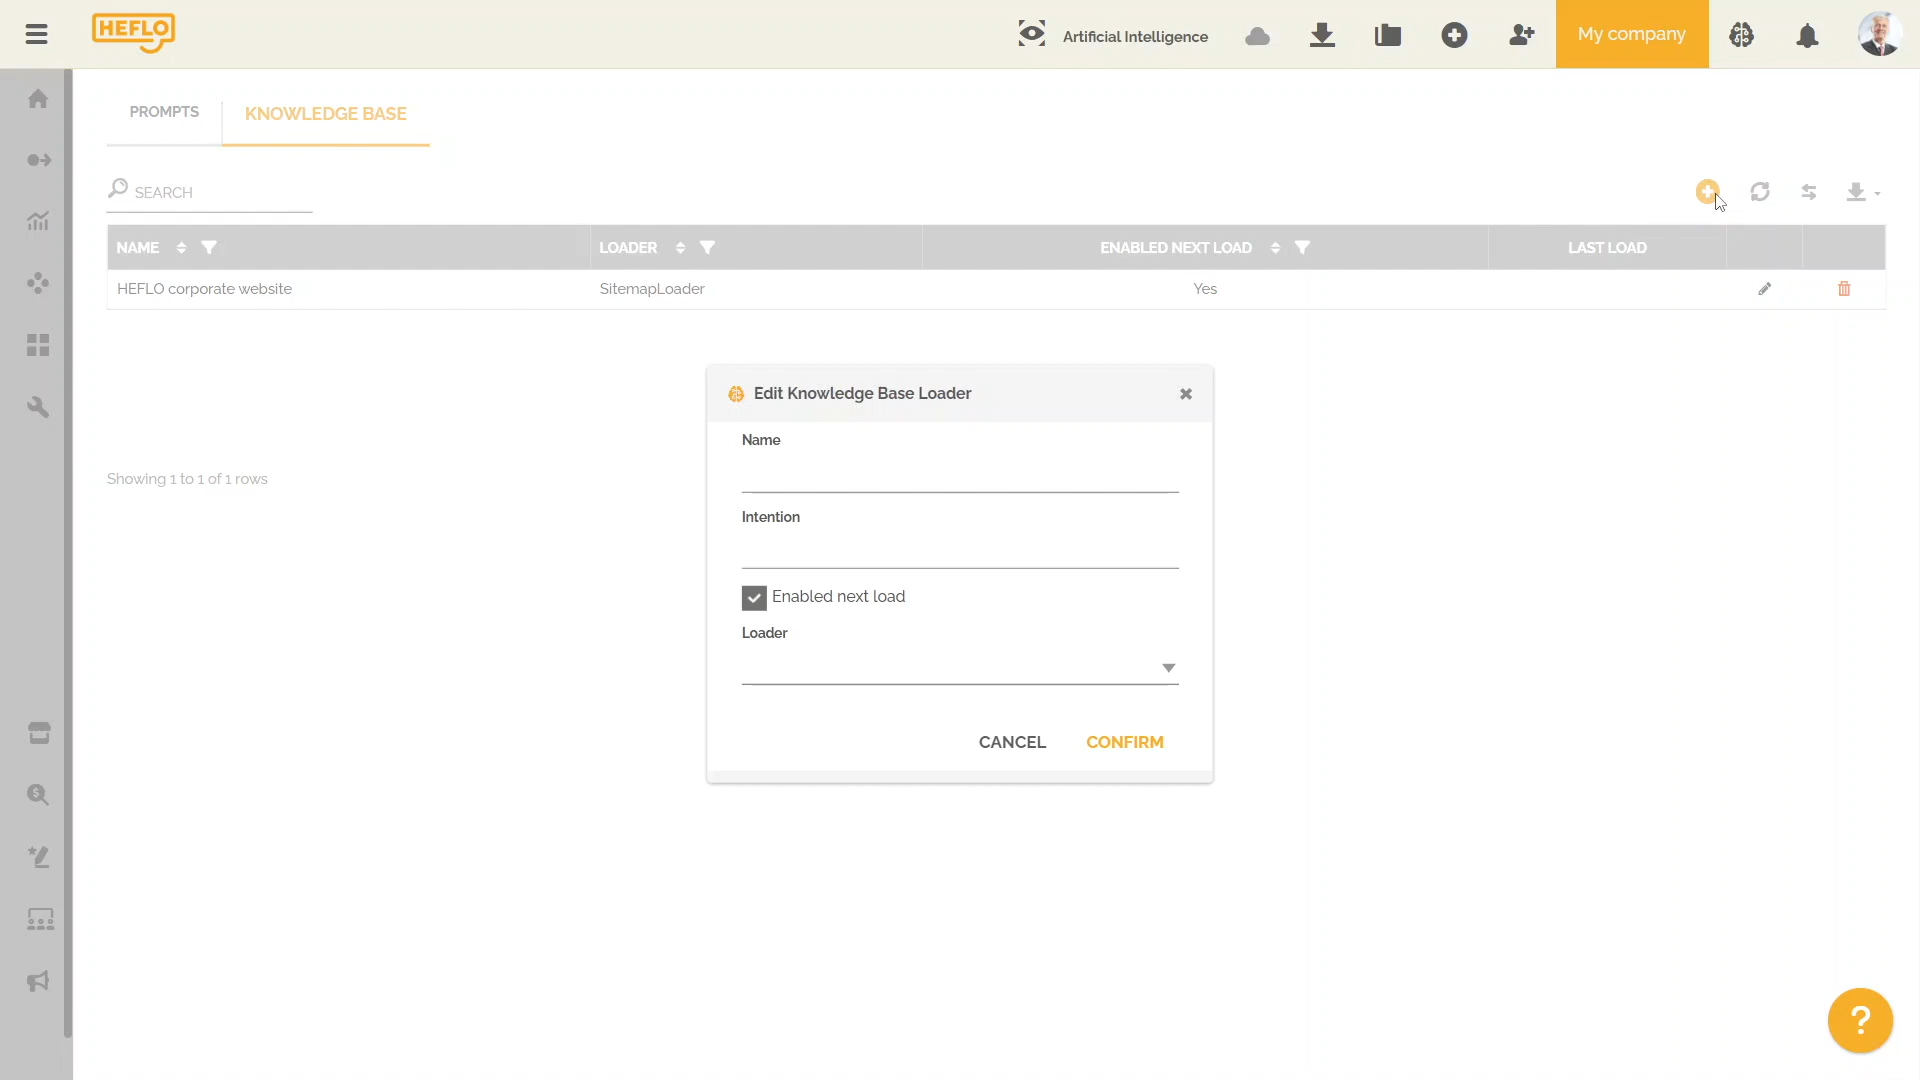 HEFLO
Artificial Intelligence
My company
PROMPTS
KNOWLEDGE BASE
SEARCH
NAME LOADER ENABLED NEXT LOAD LAST LOAD
HEFLO corporate website SitemapLoader Yes
Showing 1 to 1 of 1 rows
Edit Knowledge Base Loader
Name
Intention
Enabled next load
Loader
CANCEL CONFIRM
?